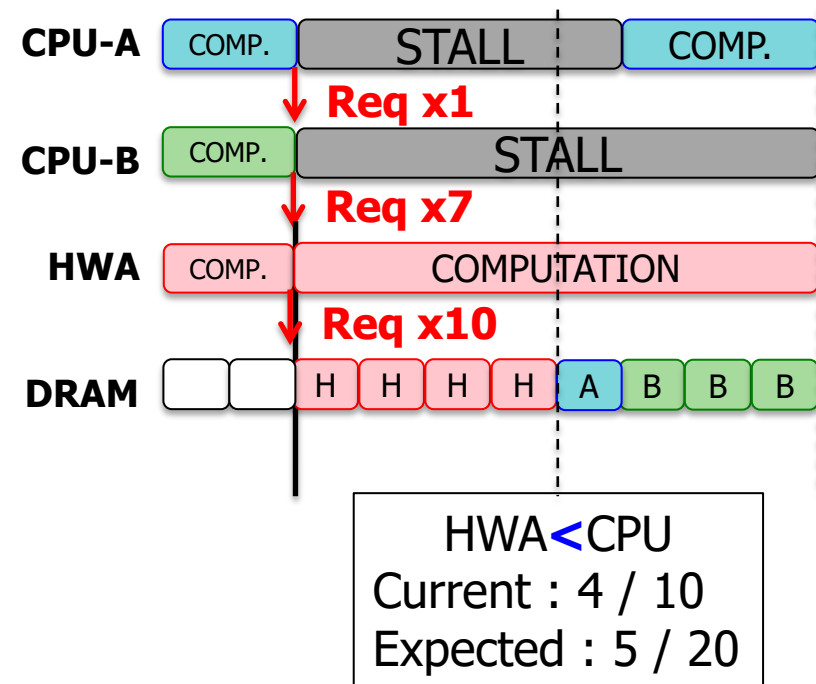 CPU-A COMP. STALL COMP.
Req x1
CPU-B COMP. STALL
Req x7
HWA COMP. COMPUTATION
Req x10
DRAM H H H H A B B B
HWA<CPU
Current : 4 / 10
Expected : 5 / 20